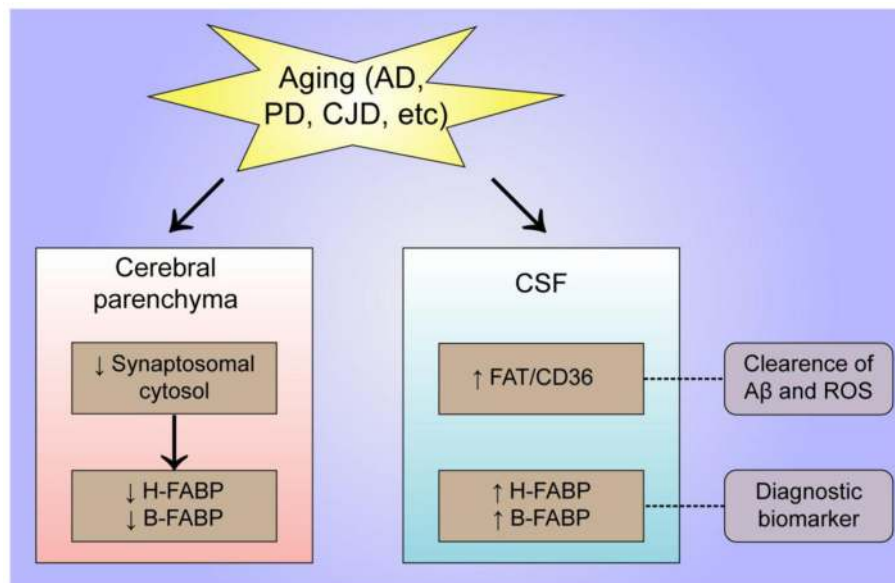 Aging (AD,
PD, CJD, etc)
Cerebral
parenchyma
↓ Synaptosomal
cytosol
↓ H-FABP
↓ B-FABP
CSF
↑ FAT/CD36
↑ H-FABP
↑ B-FABP
Clearence of
Aβ and ROS
Diagnostic
biomarker